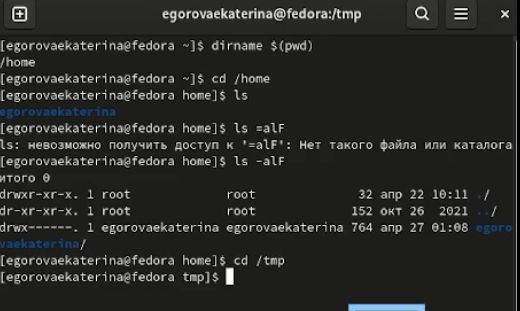 egorovaekaterina@fedora:/tmp
[egorovaekaterina@fedora ~]$ dirname $(pwd)
/home
[egorovaekaterina@fedora ~]$ cd /home
[egorovaekaterina@fedora home]$ ls
egorovaekaterina
[egorovaekaterina@fedora home]$ ls =alF
ls: невозможно получить доступ к '=alF': Нет такого файла или каталога
[egorovaekaterina@fedora home]$ ls -alF
итого 0
drwxr-xr-x. 1 root root 32 апр 22 10:11 ./
dr-xr-xr-x. 1 root root 152 окт 26 2021 ../
drwx------. 1 egorovaekaterina egorovaekaterina 764 апр 27 01:08 egoro
vaekaterina/
[egorovaekaterina@fedora home]$ cd /tmp
[egorovaekaterina@fedora tmp]$